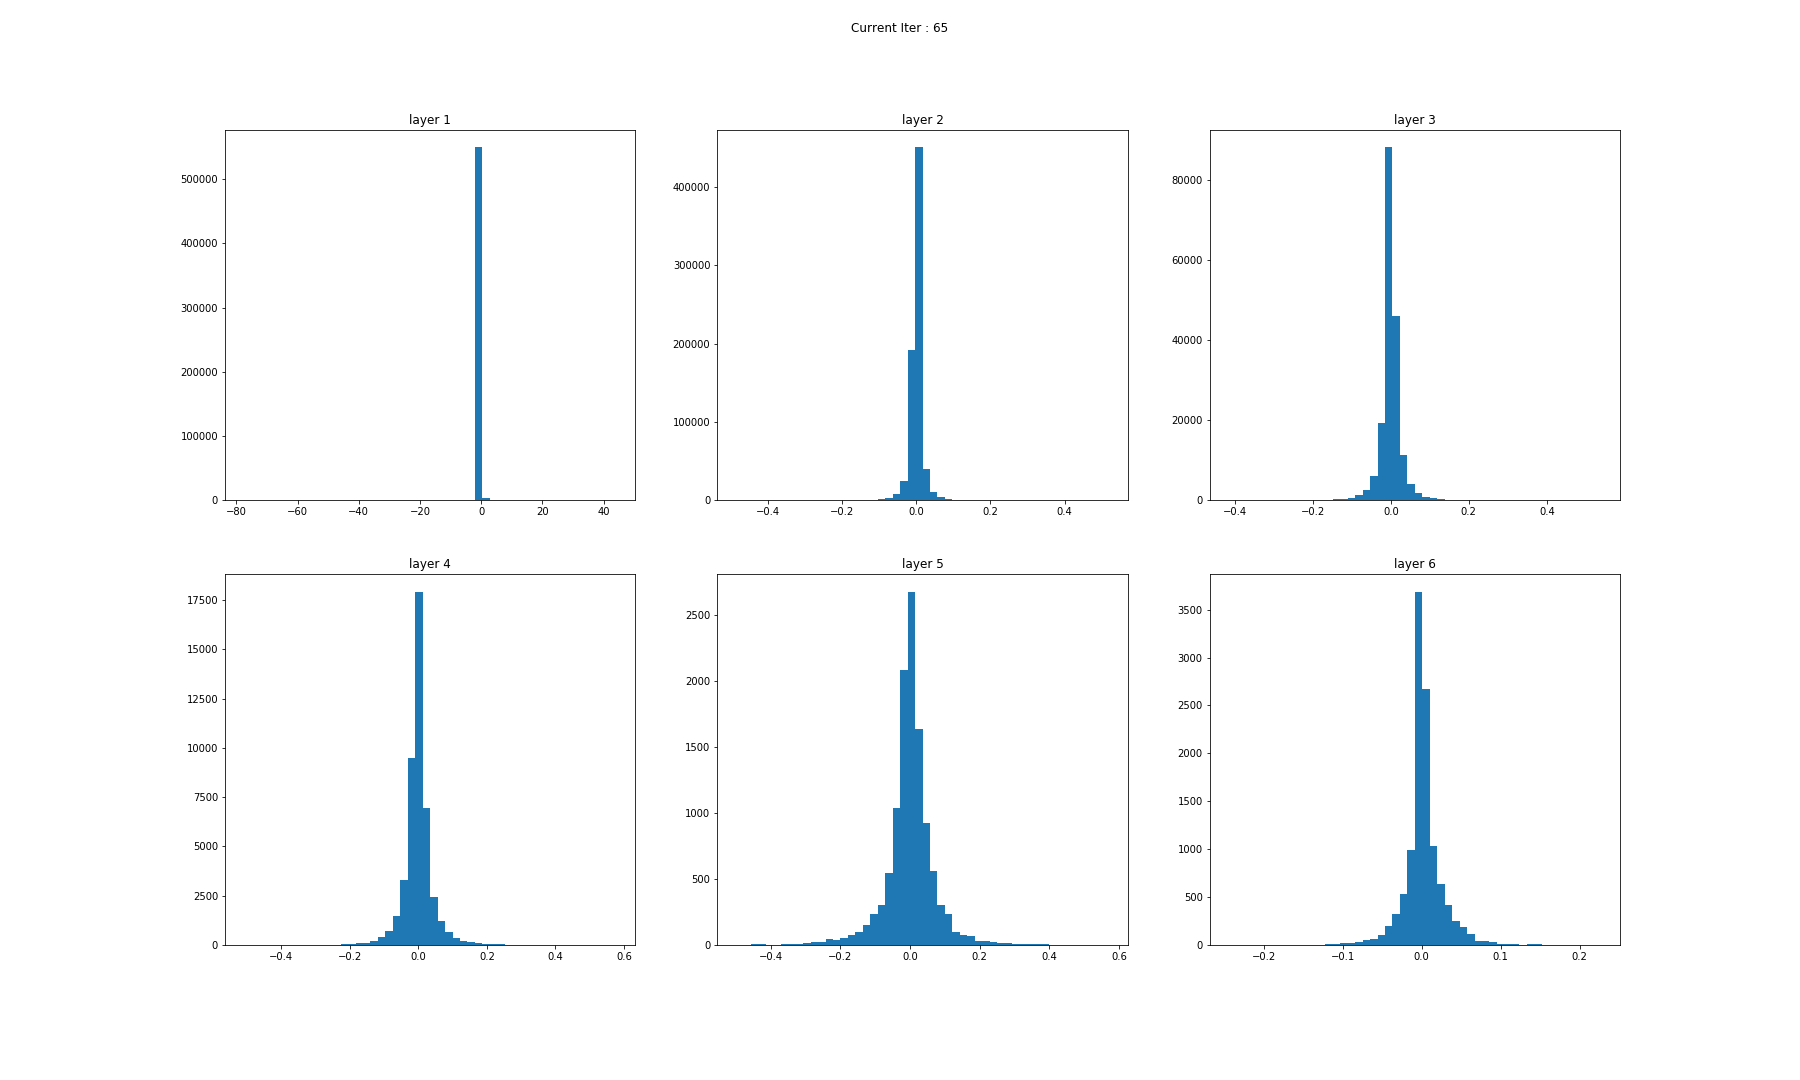 Current Iter : 65
layer 1
layer 2
layer 3
500000
400000
300000
200000
100000
0
−80 −60 −40 −20 0 20 40
400000
300000
200000
100000
0
−0.4 −0.2 0.0 0.2 0.4
80000
60000
40000
20000
0
−0.4 −0.2 0.0 0.2 0.4
layer 4
layer 5
layer 6
17500
15000
12500
10000
7500
5000
2500
0
−0.4 −0.2 0.0 0.2 0.4 0.6
2500
2000
1500
1000
500
0
−0.4 −0.2 0.0 0.2 0.4 0.6
3500
3000
2500
2000
1500
1000
500
0
−0.2 −0.1 0.0 0.1 0.2